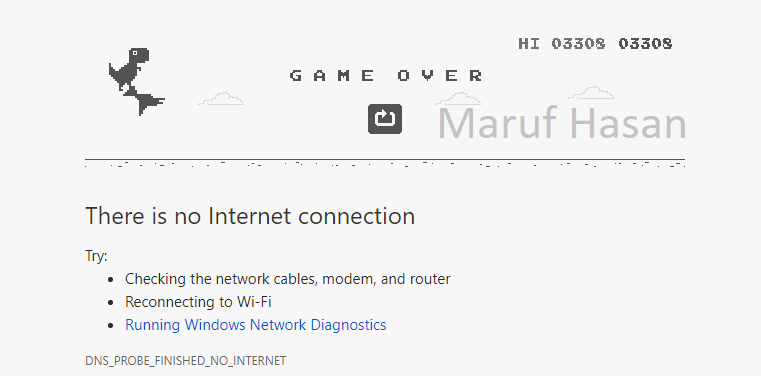 HI 03308 03308
GAME OVER
Maruf Hasan
There is no Internet connection
Try:
• Checking the network cables, modem, and router
• Reconnecting to Wi-Fi
• Running Windows Network Diagnostics
DNS_PROBE_FINISHED_NO_INTERNET